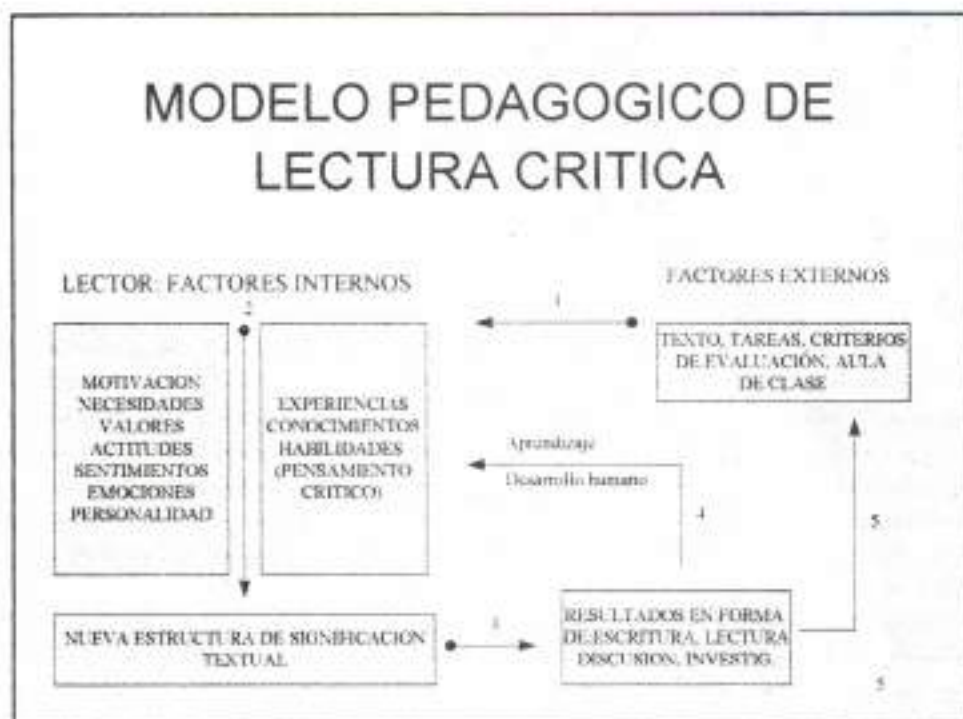 MODELO PEDAGOGICO DE
LECTURA CRITICA
LECTOR: FACTORES INTERNOS
FACTORES EXTERNOS
1
2
MOTIVACION
NECESIDADES
VALORES
ACTITUDES
SENTIMIENTOS
EMOCIONES
PERSONALIDAD
EXPERIENCIAS
CONOCIMIENTOS
HABILIDADES
(PENSAMIENTO
CRITICO)
TEXTO, TAREAS, CRITERIOS
DE EVALUACIÓN, AULA
DE CLASE
Aprendizaje
Desarrollo humano
4
5
NUEVA ESTRUCTURA DE SIGNIFICACION
TEXTUAL
3
RESULTADOS EN FORMA
DE ESCRITURA, LECTURA
DISCUSION, INVESTIG.
5